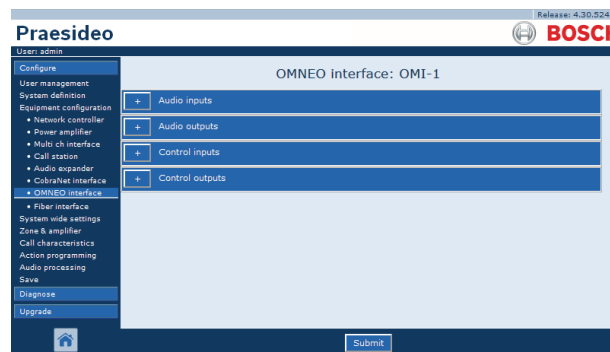 Release: 4.30.524
Praesideo
BOSCH
User: admin
Configure
User management
System definition
Equipment configuration
• Network controller
• Power amplifier
• Multi ch interface
• Call station
• Audio expander
• CobraNet interface
• OMNEO interface
• Fiber interface
System wide settings
Zone & amplifier
Call characteristics
Action programming
Audio processing
Save
Diagnose
Upgrade
OMNEO interface: OMI-1
+ Audio inputs
+ Audio outputs
+ Control inputs
+ Control outputs
Submit